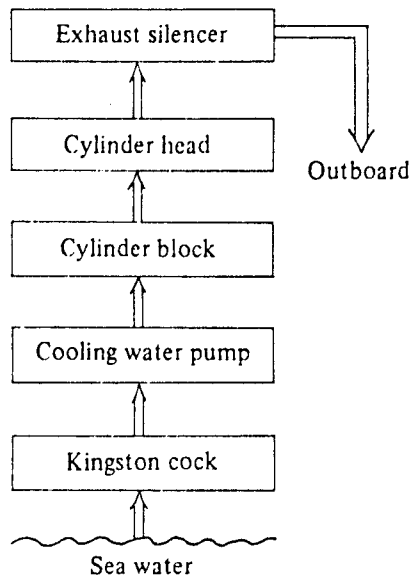 Exhaust silencer
Cylinder head
Outboard
Cylinder block
Cooling water pump
Kingston cock
Sea water